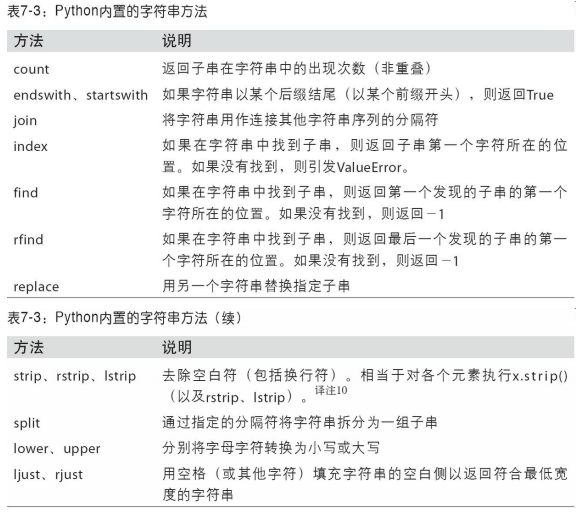 表7-3：Python内置的字符串方法
方法 说明
count 返回子串在字符串中的出现次数（非重叠）
endswith、startswith 如果字符串以某个后缀结尾（以某个前缀开头），则返回True
join 将字符串用作连接其他字符串序列的分隔符
index 如果在字符串中找到子串，则返回子串第一个字符所在的位
置。如果没有找到，则引发ValueError。
find 如果在字符串中找到子串，则返回第一个发现的子串的第一个
字符所在的位置。如果没有找到，则返回－1
rfind 如果在字符串中找到子串，则返回最后一个发现的子串的第一
个字符所在的位置。如果没有找到，则返回－1
replace 用另一个字符串替换指定子串
表7-3：Python内置的字符串方法（续）
方法 说明
strip、rstrip、lstrip 去除空白符（包括换行符）。相当于对各个元素执行x.strip()
（以及rstrip、lstrip）。译注10
split 通过指定的分隔符将字符串拆分为一组子串
lower、upper 分别将字母字符转换为小写或大写
ljust、rjust 用空格（或其他字符）填充字符串的空白侧以返回符合最低宽
度的字符串